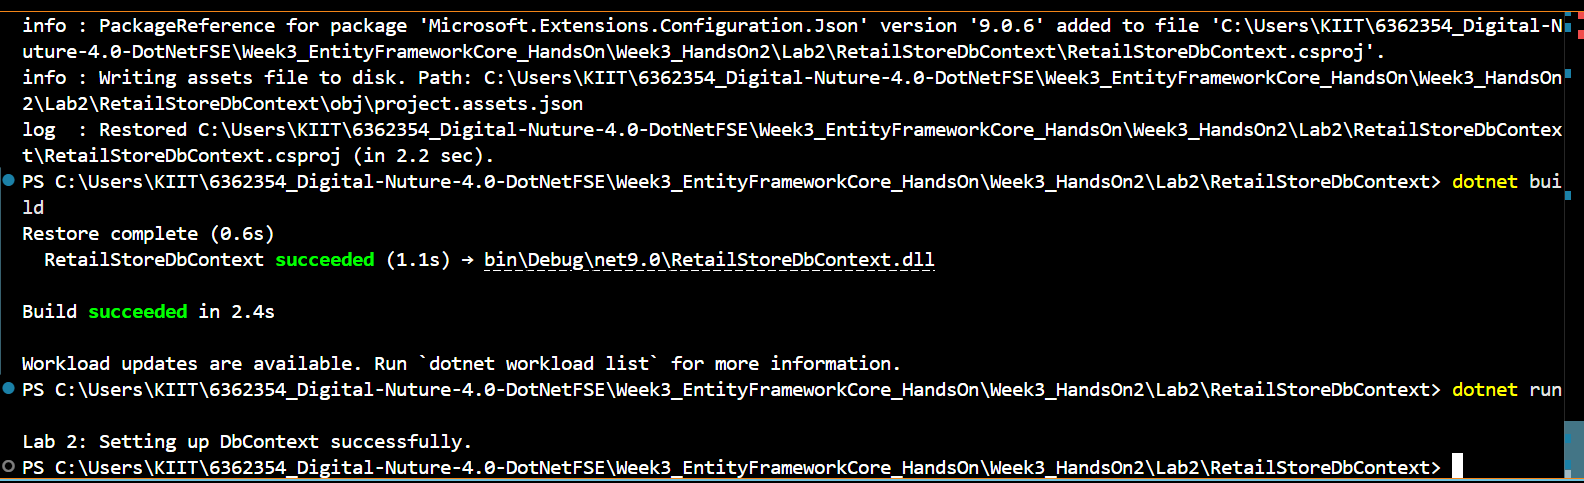 info : PackageReference for package 'Microsoft.Extensions.Configuration.Json' version '9.0.6' added to file 'C:\Users\KIIT\6362354_Digital-N
uture-4.0-DotNetFSE\Week3_EntityFrameworkCore_HandsOn\Week3_HandsOn2\Lab2\RetailStoreDbContext\RetailStoreDbContext.csproj'.
info : Writing assets file to disk. Path: C:\Users\KIIT\6362354_Digital-Nuture-4.0-DotNetFSE\Week3_EntityFrameworkCore_HandsOn\Week3_HandsOn
2\Lab2\RetailStoreDbContext\obj\project.assets.json
log  : Restored C:\Users\KIIT\6362354_Digital-Nuture-4.0-DotNetFSE\Week3_EntityFrameworkCore_HandsOn\Week3_HandsOn2\Lab2\RetailStoreDbContex
t\RetailStoreDbContext.csproj (in 2.2 sec).
PS C:\Users\KIIT\6362354_Digital-Nuture-4.0-DotNetFSE\Week3_EntityFrameworkCore_HandsOn\Week3_HandsOn2\Lab2\RetailStoreDbContext> dotnet bui
ld
Restore complete (0.6s)
  RetailStoreDbContext succeeded (1.1s) → bin\Debug\net9.0\RetailStoreDbContext.dll
Build succeeded in 2.4s
Workload updates are available. Run `dotnet workload list` for more information.
PS C:\Users\KIIT\6362354_Digital-Nuture-4.0-DotNetFSE\Week3_EntityFrameworkCore_HandsOn\Week3_HandsOn2\Lab2\RetailStoreDbContext> dotnet run
Lab 2: Setting up DbContext successfully.
PS C:\Users\KIIT\6362354_Digital-Nuture-4.0-DotNetFSE\Week3_EntityFrameworkCore_HandsOn\Week3_HandsOn2\Lab2\RetailStoreDbContext>